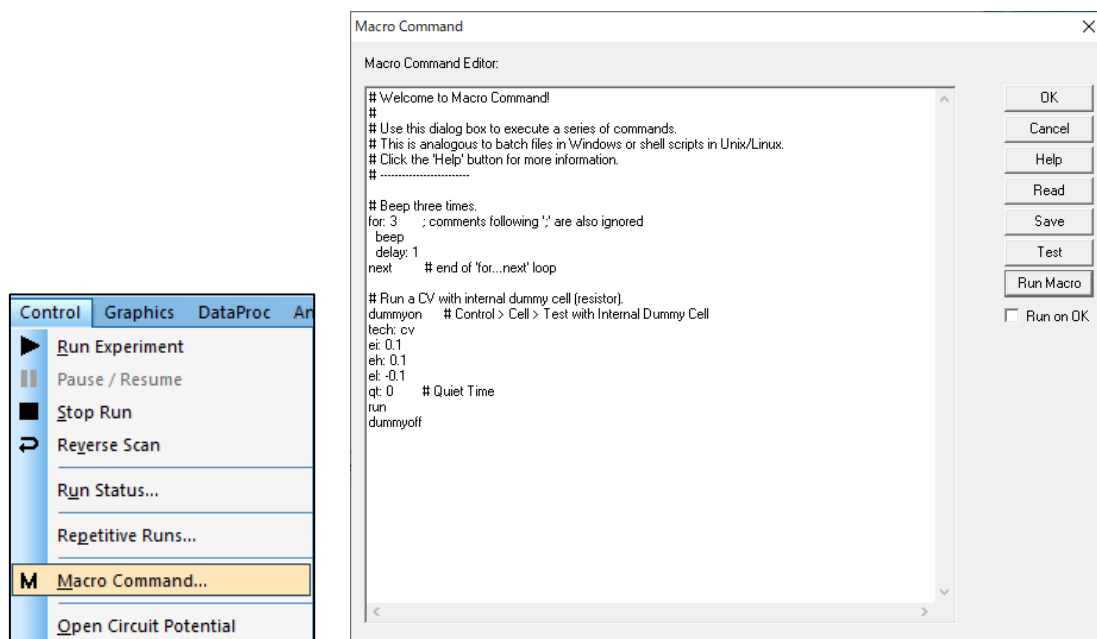 Control Graphics DataProc An
Run Experiment
Pause / Resume
Stop Run
Reverse Scan
Run Status...
Repetitive Runs...
M Macro Command...
Open Circuit Potential
Macro Command
Macro Command Editor:
# Welcome to Macro Command!
#
# Use this dialog box to execute a series of commands.
# This is analogous to batch files in Windows or shell scripts in Unix/Linux.
# Click the 'Help' button for more information.
# -------------------------
# Beep three times.
for: 3 ; comments following ';' are also ignored
beep
delay: 1
next # end of 'for...next' loop
# Run a CV with internal dummy cell (resistor).
dummyon # Control > Cell > Test with Internal Dummy Cell
tech: cv
ei: 0.1
eh: 0.1
el: -0.1
qt: 0 # Quiet Time
run
dummyoff
OK
Cancel
Help
Read
Save
Test
Run Macro
Run on OK